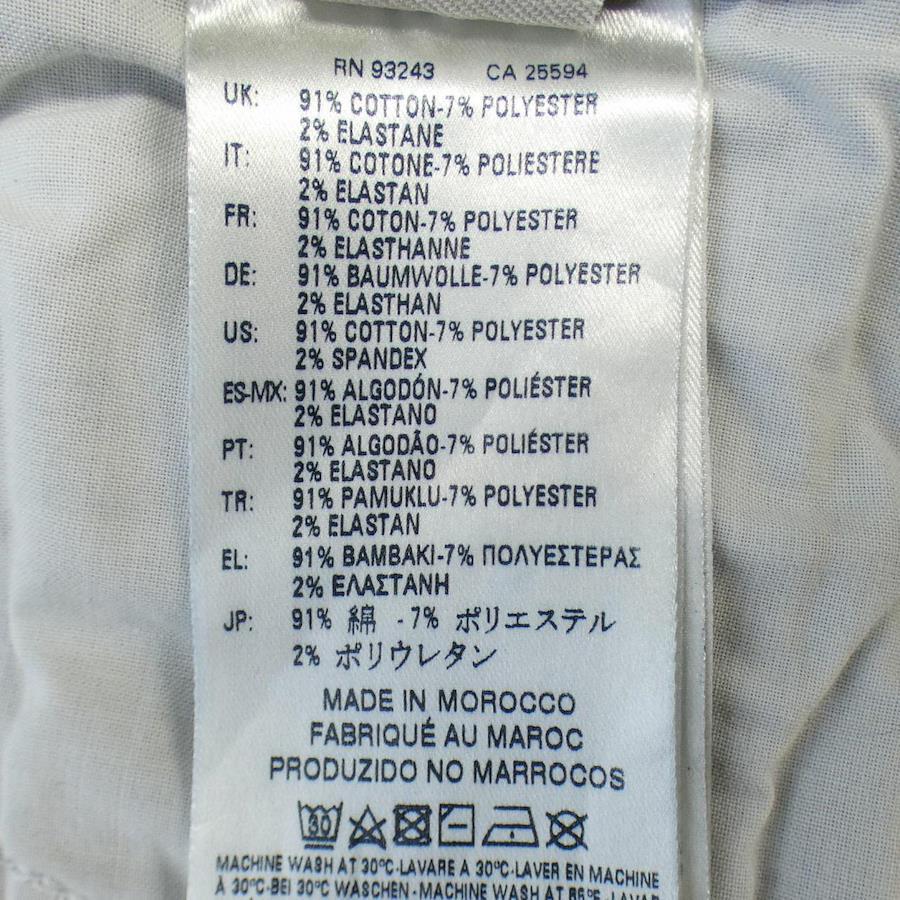 RN 93243 CA 25594
UK: 91% COTTON-7% POLYESTER
2% ELASTANE
IT: 91% COTONE-7% POLIESTERE
2% ELASTAN
FR: 91% COTON-7% POLYESTER
2% ELASTHANNE
DE: 91% BAUMWOLLE-7% POLYESTER
2% ELASTHAN
US: 91% COTTON-7% POLYESTER
2% SPANDEX
ES-MX: 91% ALGODÓN-7% POLIÉSTER
2% ELASTANO
PT: 91% ALGODÃO-7% POLIÉSTER
2% ELASTANO
TR: 91% PAMUKLU-7% POLYESTER
2% ELASTAN
EL: 91% ΒΑΜΒΑΚΙ-7% ΠΟΛΥΕΣΤΕΡΑΣ
2% ΕΛΑΣΤΑΝΗ
JP: 91% 綿 - 7% ポリエステル
2% ポリウレタン
MADE IN MOROCCO
FABRIQUÉ AU MAROC
PRODUZIDO NO MARROCOS
30
MACHINE WASH AT 30°C-LAVARE A 30°C-LAVER EN MACHINE
À 30°C-BEI 30°C WASCHEN-MACHINE WASH AT 86°F-LAVAR